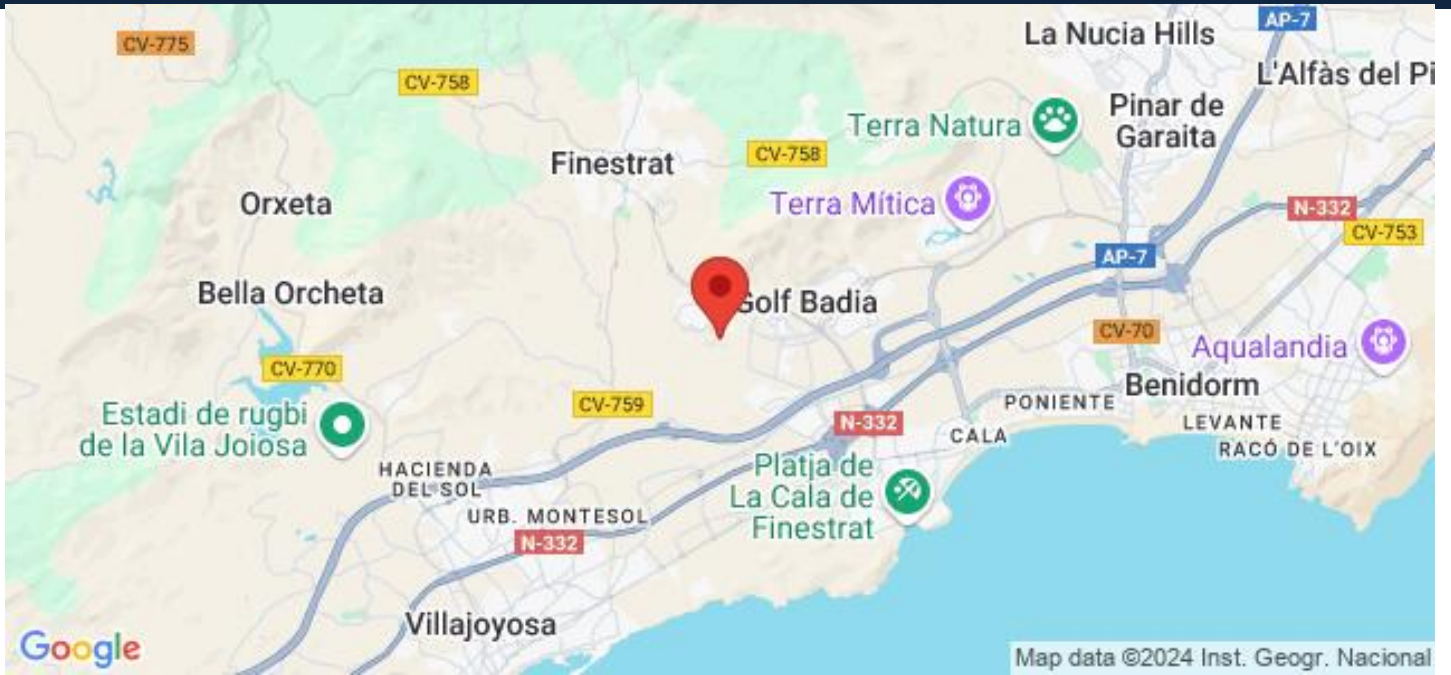 AP-7
La Nucia Hills
CV-775
L'Alfàs del Pi
CV-758
Pinar de
Garaita
Terra Natura
Finestrat
CV-758
Orxeta
Terra Mítica
N-332
CV-753
AP-7
Bella Orcheta
Golf Badia
CV-70
Aqualandia
CV-770
Benidorm
PONIENTE
CV-759
Estadi de rugbi
de la Vila Joiosa
N-332
LEVANTE
CALA
RACÓ DE L'OIX
HACIENDA
DEL SOL
Platja de
La Cala de
Finestrat
URB. MONTESOL
N-332
Villajoyosa
Google
Map data ©2024 Inst. Geogr. Nacional